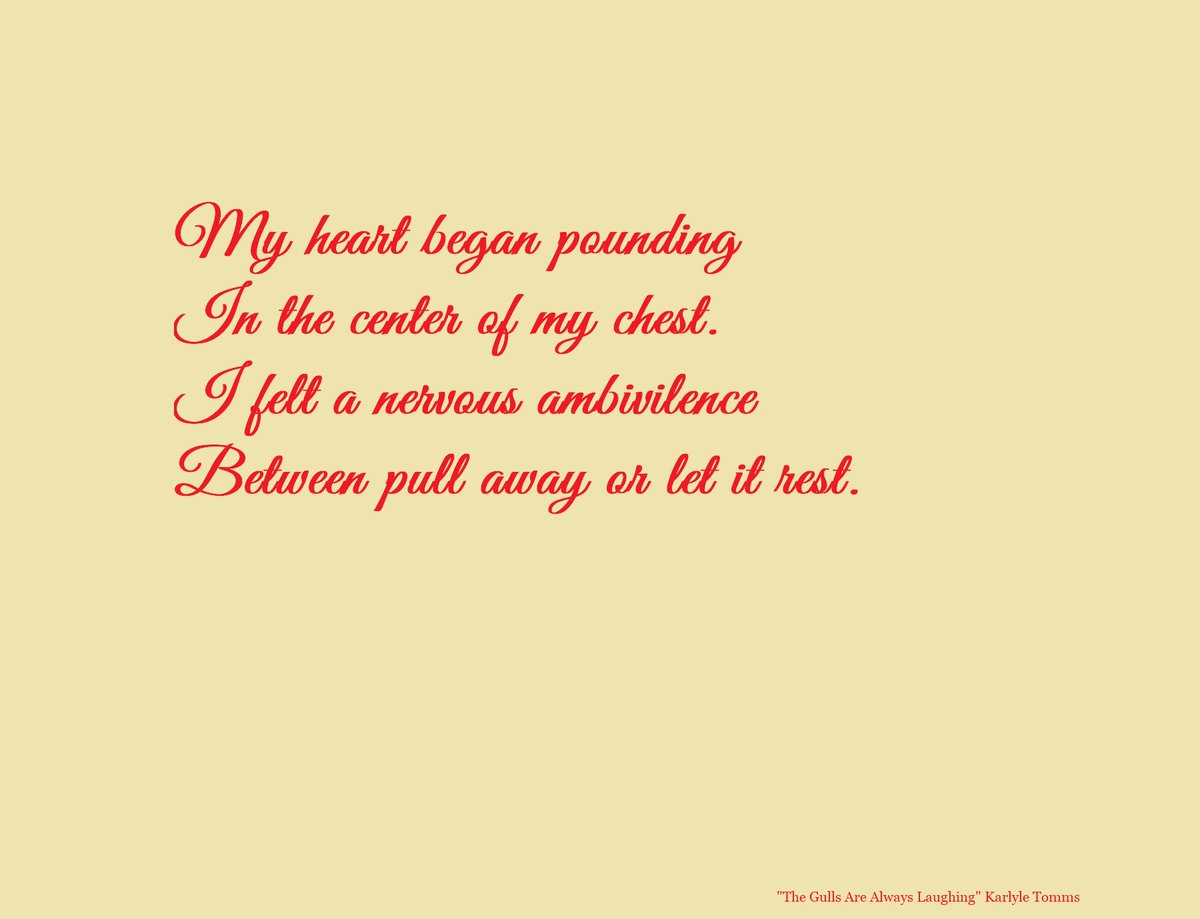 My heart began pounding
In the center of my chest.
I felt a nervous ambivilence
Between pull away or let it rest.
"The Gulls Are Always Laughing" Karlyle Tomms